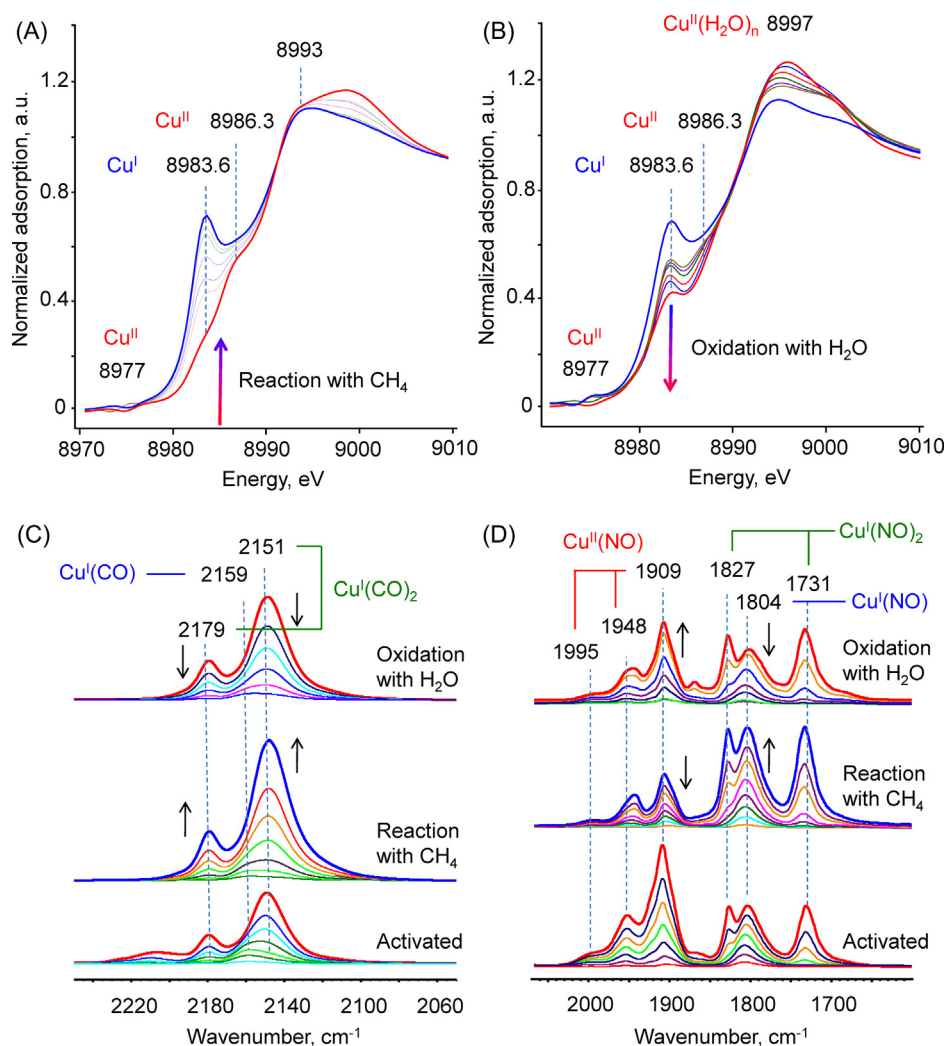 (A)
8993
Cu^II
8986.3
Cu^I
8983.6
Cu^II
8977
Reaction with CH₄
1.2
0.8
0.4
0
Normalized adsorption, a.u.
8970 8980 8990 9000 9010
Energy, eV
(B)
Cu^II(H₂O)n 8997
Cu^II
8986.3
Cu^I
8983.6
Cu^II
8977
Oxidation with H₂O
1.2
0.8
0.4
0
Normalized adsorption, a.u.
8980 8990 9000 9010
Energy, eV
(C)
2151
Cu^I(CO)
2159
Cu^I(CO)₂
2179
Oxidation
with H₂O
Reaction
with CH₄
Activated
2220 2180 2140 2100 2060
Wavenumber, cm⁻¹
(D)
Cu^II(NO)
Cu^I(NO)₂
1909
1827
1731
1948
1804
Cu^I(NO)
1995
Oxidation
with H₂O
Reaction
with CH₄
Activated
2000 1900 1800 1700
Wavenumber, cm⁻¹